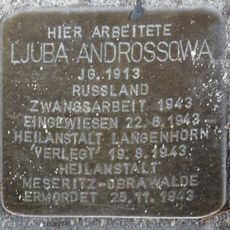 HIER ARBEITETE
LJUBA ANDROSSOWA
JG. 1913
RUSSLAND
ZWANGSARBEIT 1943
EINGEWIESEN 22.6.1943
HEILANSTALT LANGENHORN
VERLEGT 19.8.1943
HEILANSTALT
MESERITZ-OBRAWALDE
ERMORDET 25.11.1943